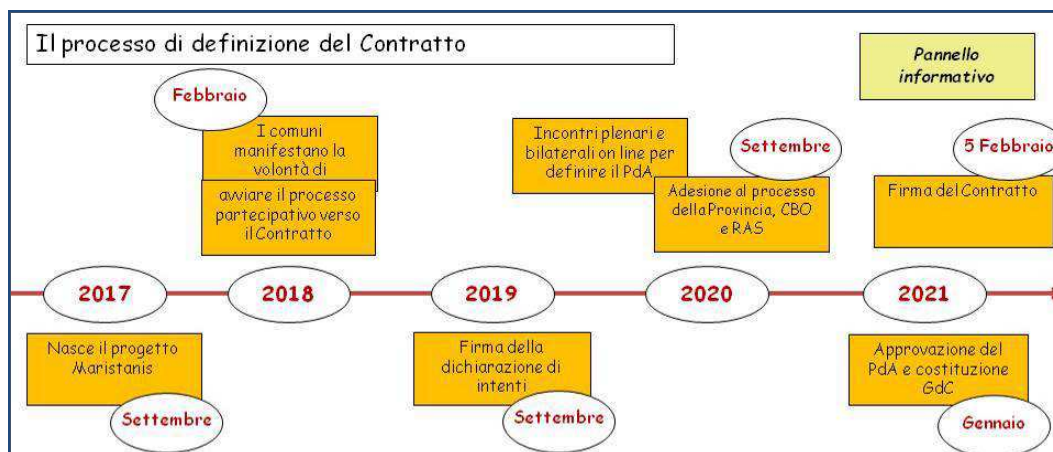 Il processo di definizione del Contratto
Pannello
informativo
Febbraio
I comuni
manifestano la
volontà di
avviare il processo
partecipativo verso
il Contratto
Incontri plenari e
bilaterali on line per
definire il PdA
Settembre
Adesione al processo
della Provincia, CBO
e RAS
5 Febbraio
Firma del Contratto
2017
2018
2019
2020
2021
Nasce il progetto
Maristanis
Settembre
Firma della
dichiarazione di
intenti
Settembre
Approvazione del
PdA e costituzione
GdC
Gennaio